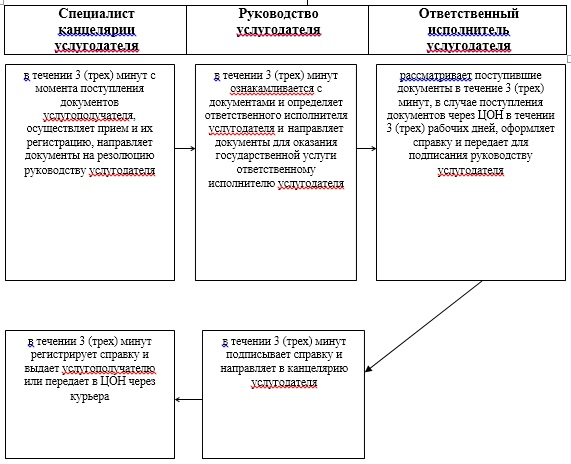 Специалист
канцелярии
услугодателя
Руководство
услугодателя
Ответственный
исполнитель
услугодателя
в течении 3 (трех) минут с
момента поступления
документов
услугополучателя,
осуществляет прием и их
регистрацию, направляет
документы на резолюцию
руководству услугодателя
в течении 3 (трех) минут
ознакамливается с
документами и определяет
ответственного исполнителя
услугодателя и направляет
документы для оказания
государственной услуги
ответственному
исполнителю услугодателя
рассматривает поступившие
документы в течение 3 (трех)
минут, в случае поступления
документов через ЦОН в течении
3 (трех) рабочих дней, оформляет
справку и передает для
подписания руководству
услугодателя
в течении 3 (трех) минут
регистрирует справку и
выдает услугополучателю
или передает в ЦОН через
курьера
в течении 3 (трех) минут
подписывает справку и
направляет в канцелярию
услугодателя